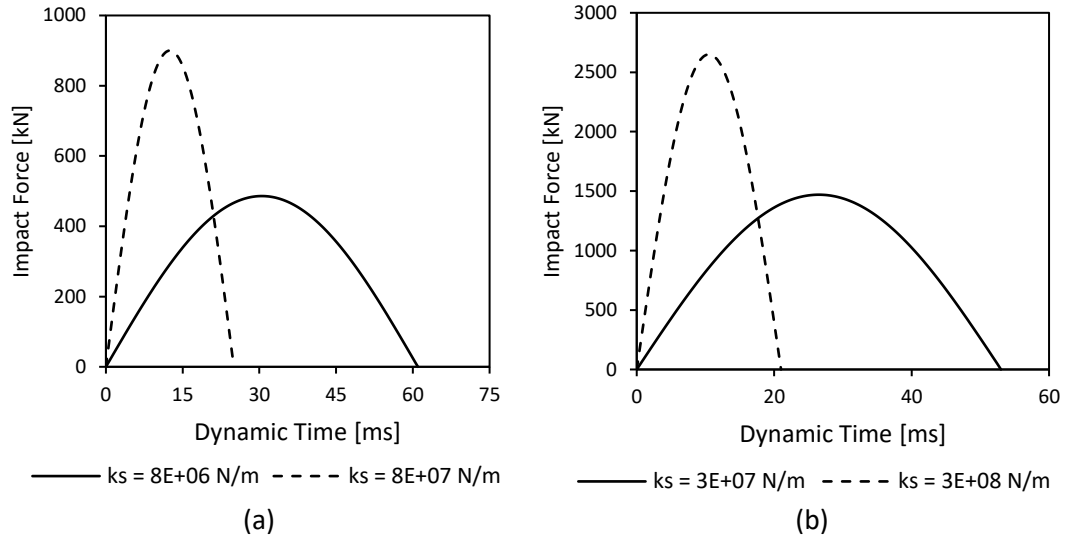 1000
800
600
400
200
0
Impact Force [kN]
0 15 30 45 60 75
Dynamic Time [ms]
ks = 8E+06 N/m ks = 8E+07 N/m
(a)
3000
2500
2000
1500
1000
500
0
Impact Force [kN]
0 20 40 60
Dynamic Time [ms]
ks = 3E+07 N/m ks = 3E+08 N/m
(b)